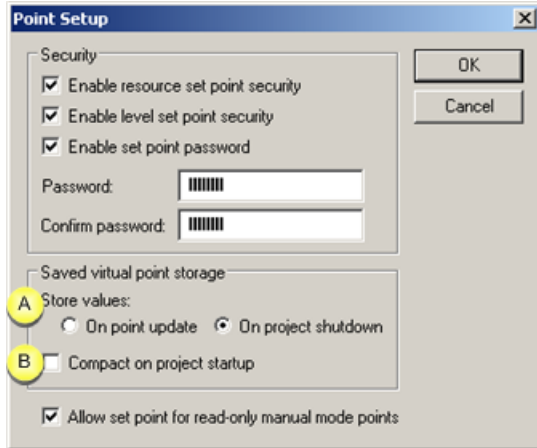 Point Setup
Security
OK
Enable resource set point security
Enable level set point security
Cancel
Enable set point password
Password:
Confirm password:
Saved virtual point storage
A
Store values:
On point update On project shutdown
B Compact on project startup
Allow set point for read-only manual mode points